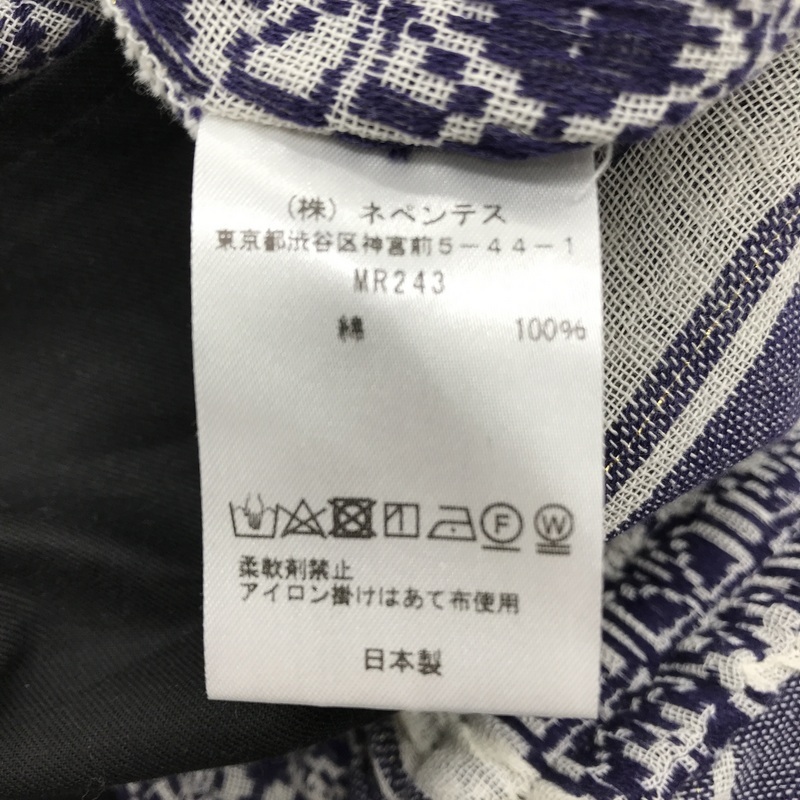 （株）ネペンテス
東京都渋谷区神宮前５−４４−１
MR243
綿 100%
F W
柔軟剤禁止
アイロン掛けはあて布使用
日本製